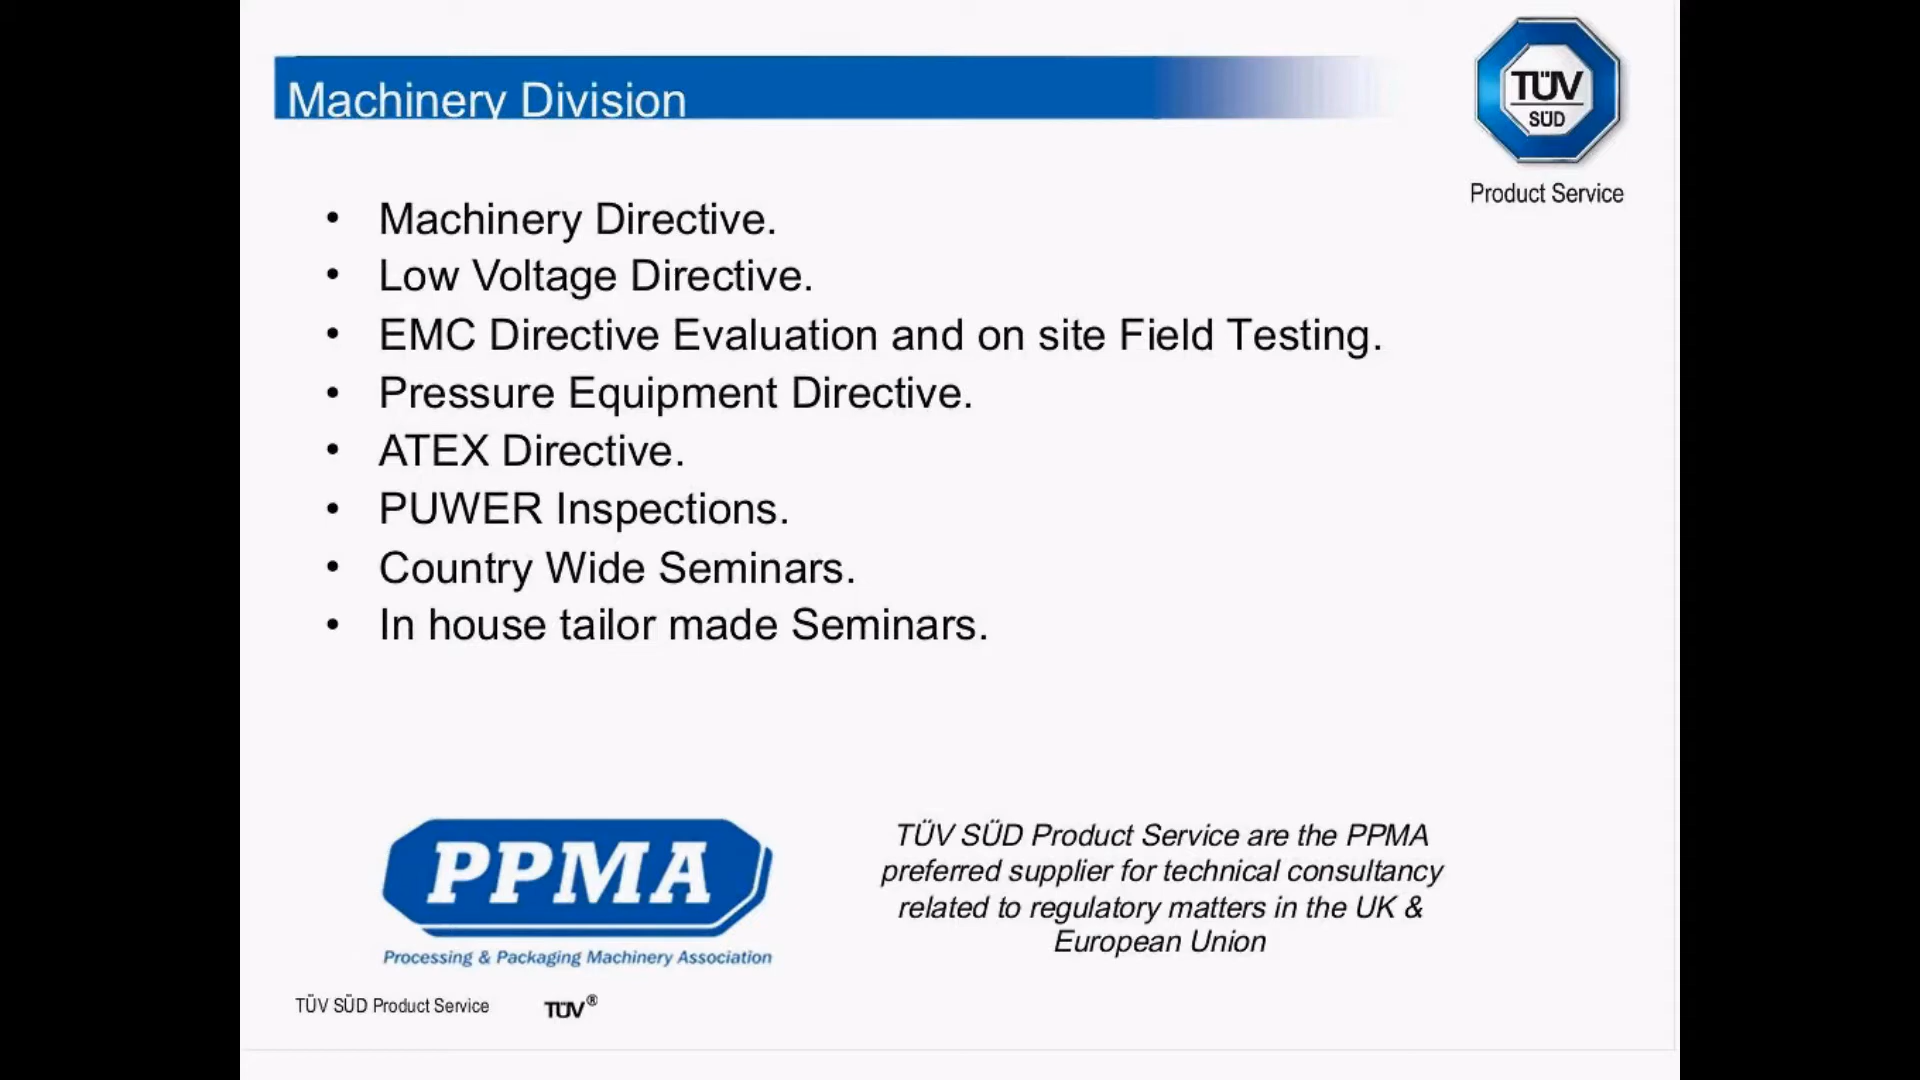 Machinery Division
TÜV
SÜD
Product Service
• Machinery Directive.
• Low Voltage Directive.
• EMC Directive Evaluation and on site Field Testing.
• Pressure Equipment Directive.
• ATEX Directive.
• PUWER Inspections.
• Country Wide Seminars.
• In house tailor made Seminars.
PPMA
Processing & Packaging Machinery Association
TÜV SÜD Product Service are the PPMA
preferred supplier for technical consultancy
related to regulatory matters in the UK &
European Union
TÜV SÜD Product Service TÜV®